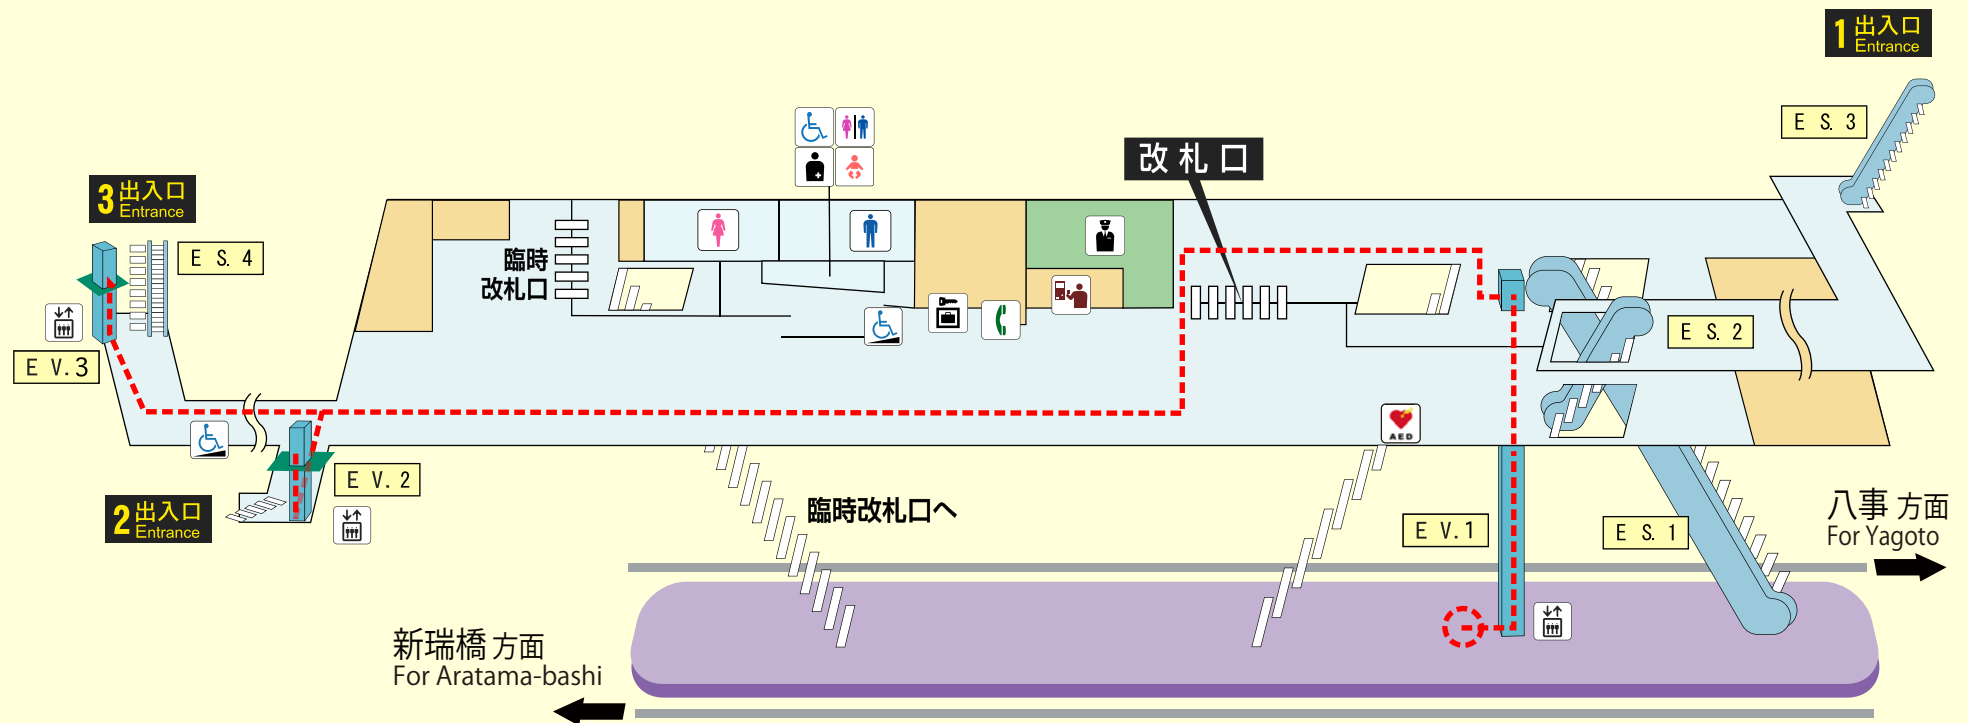 1 出入口
Entrance
E S. 3
改札口
3 出入口
Entrance
E S. 4
臨時
改札口
E S. 2
E V. 3
AED
E V. 2
2 出入口
Entrance
臨時改札口へ
E V. 1
E S. 1
八事 方面
For Yagoto
新瑞橋 方面
For Aratama-bashi